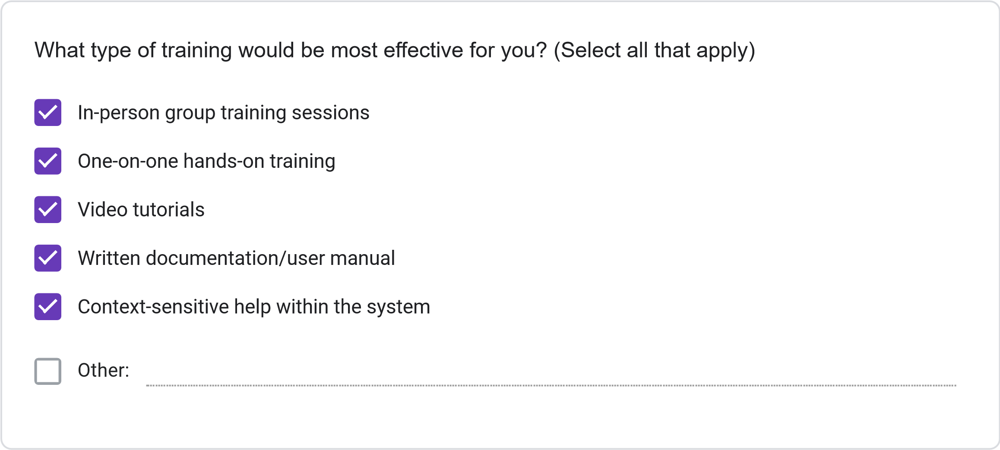 What type of training would be most effective for you? (Select all that apply)
In-person group training sessions
One-on-one hands-on training
Video tutorials
Written documentation/user manual
Context-sensitive help within the system
Other: